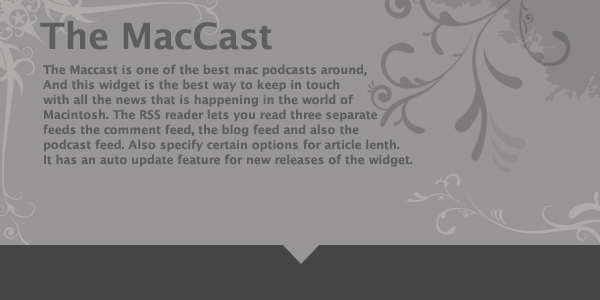 The MacCast
The Maccast is one of the best mac podcasts around,
And this widget is the best way to keep in touch
with all the news that is happening in the world of
Macintosh. The RSS reader lets you read three separate
feeds the comment feed, the blog feed and also the
podcast feed. Also specify certain options for article lenth.
It has an auto update feature for new releases of the widget.